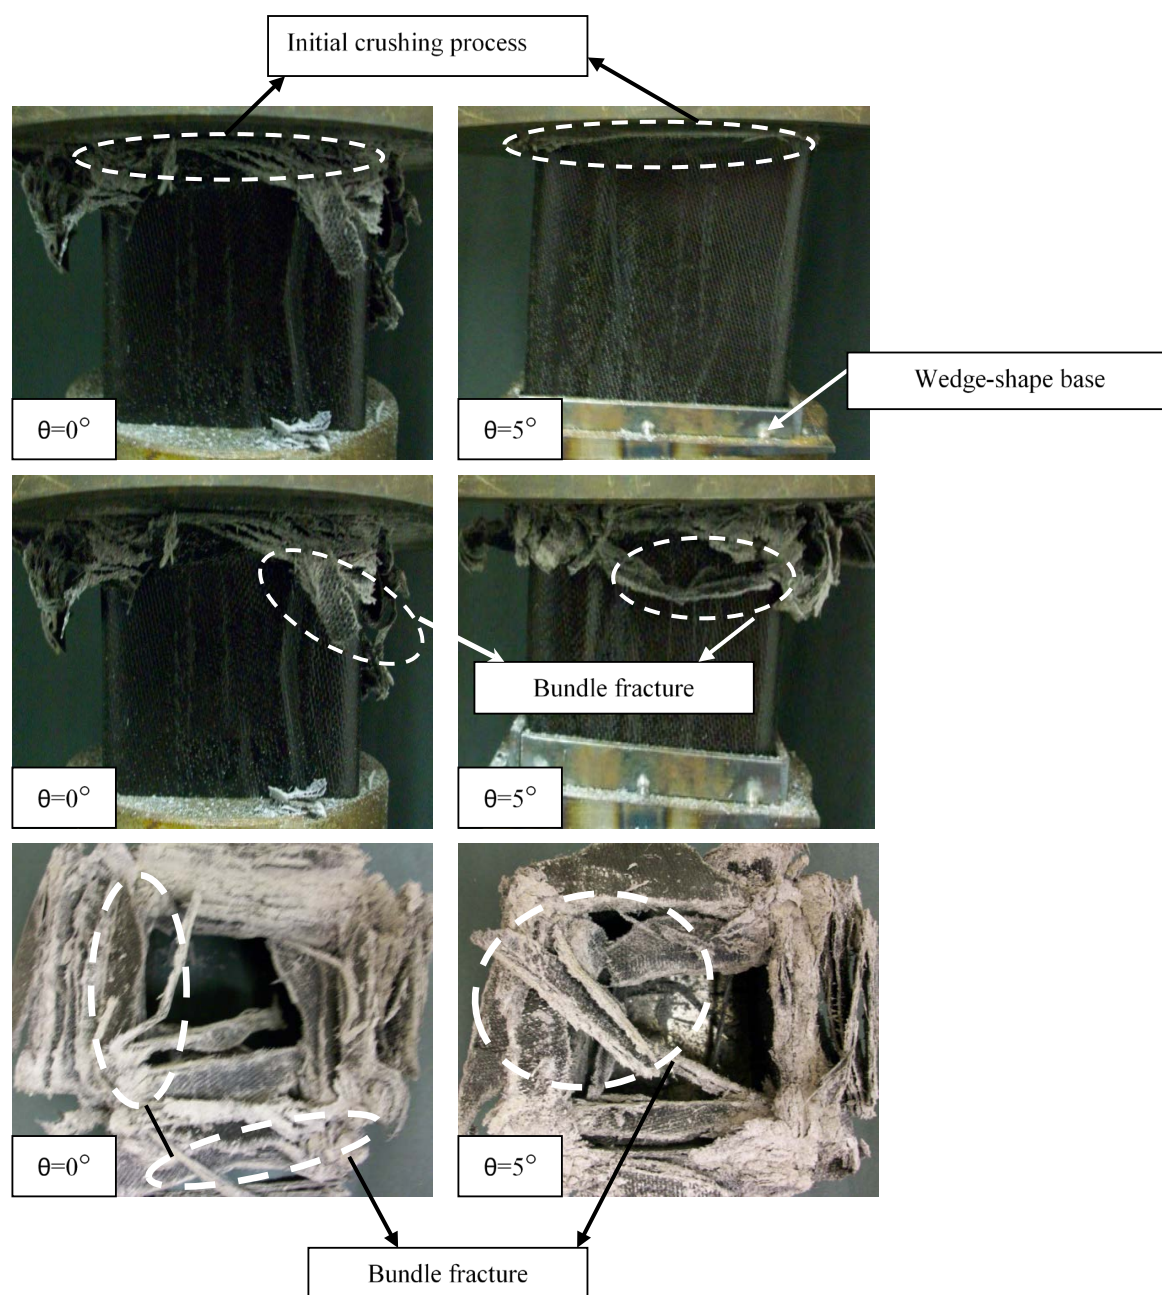 Initial crushing process
θ=0°
θ=5°
Wedge-shape base
θ=0°
θ=5°
Bundle fracture
θ=0°
θ=5°
Bundle fracture